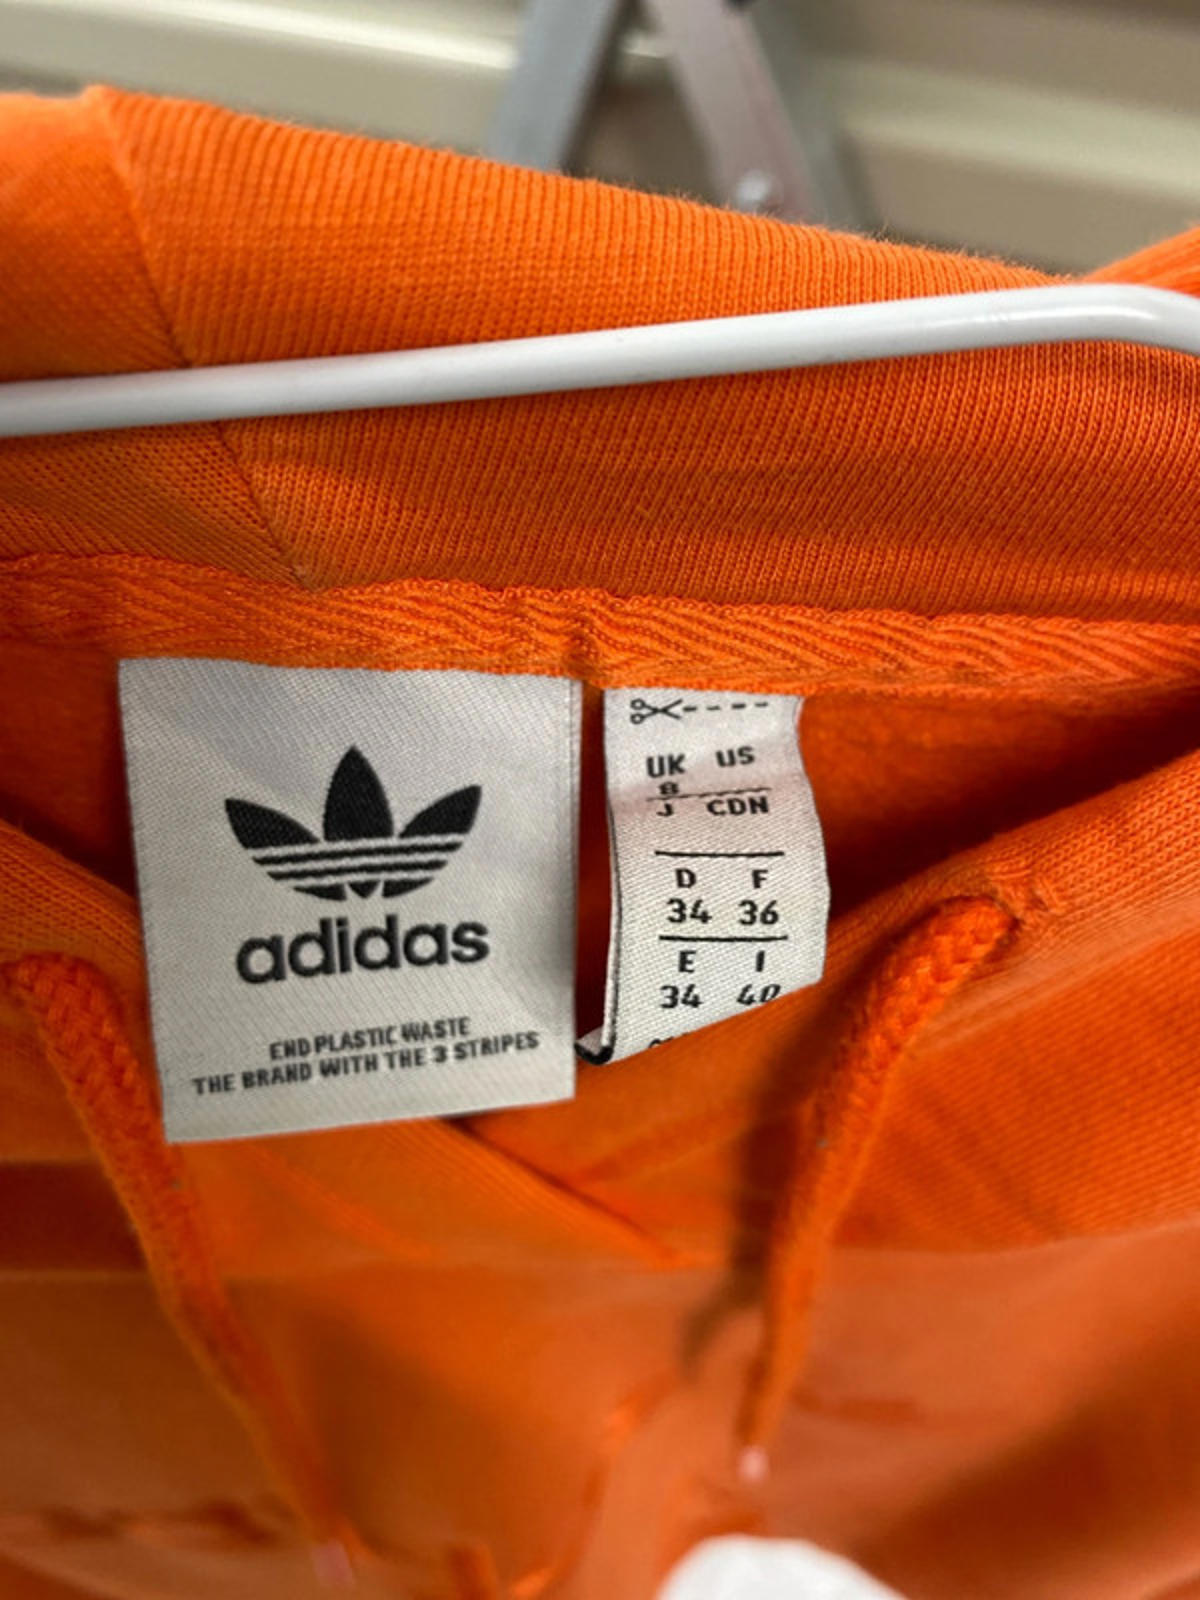 adidas
END PLASTIC WASTE
THE BRAND WITH THE 3 STRIPES
UK US
8
J CDN
D F
34 36
E I
34 40